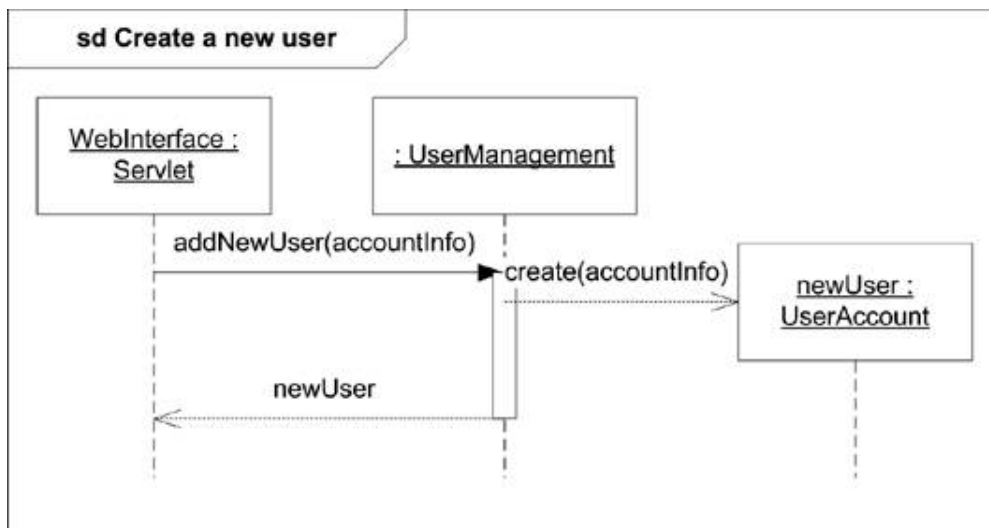 sd Create a new user
WebInterface :
Servlet
: UserManagement
addNewUser(accountInfo)
create(accountInfo)
newUser :
UserAccount
newUser